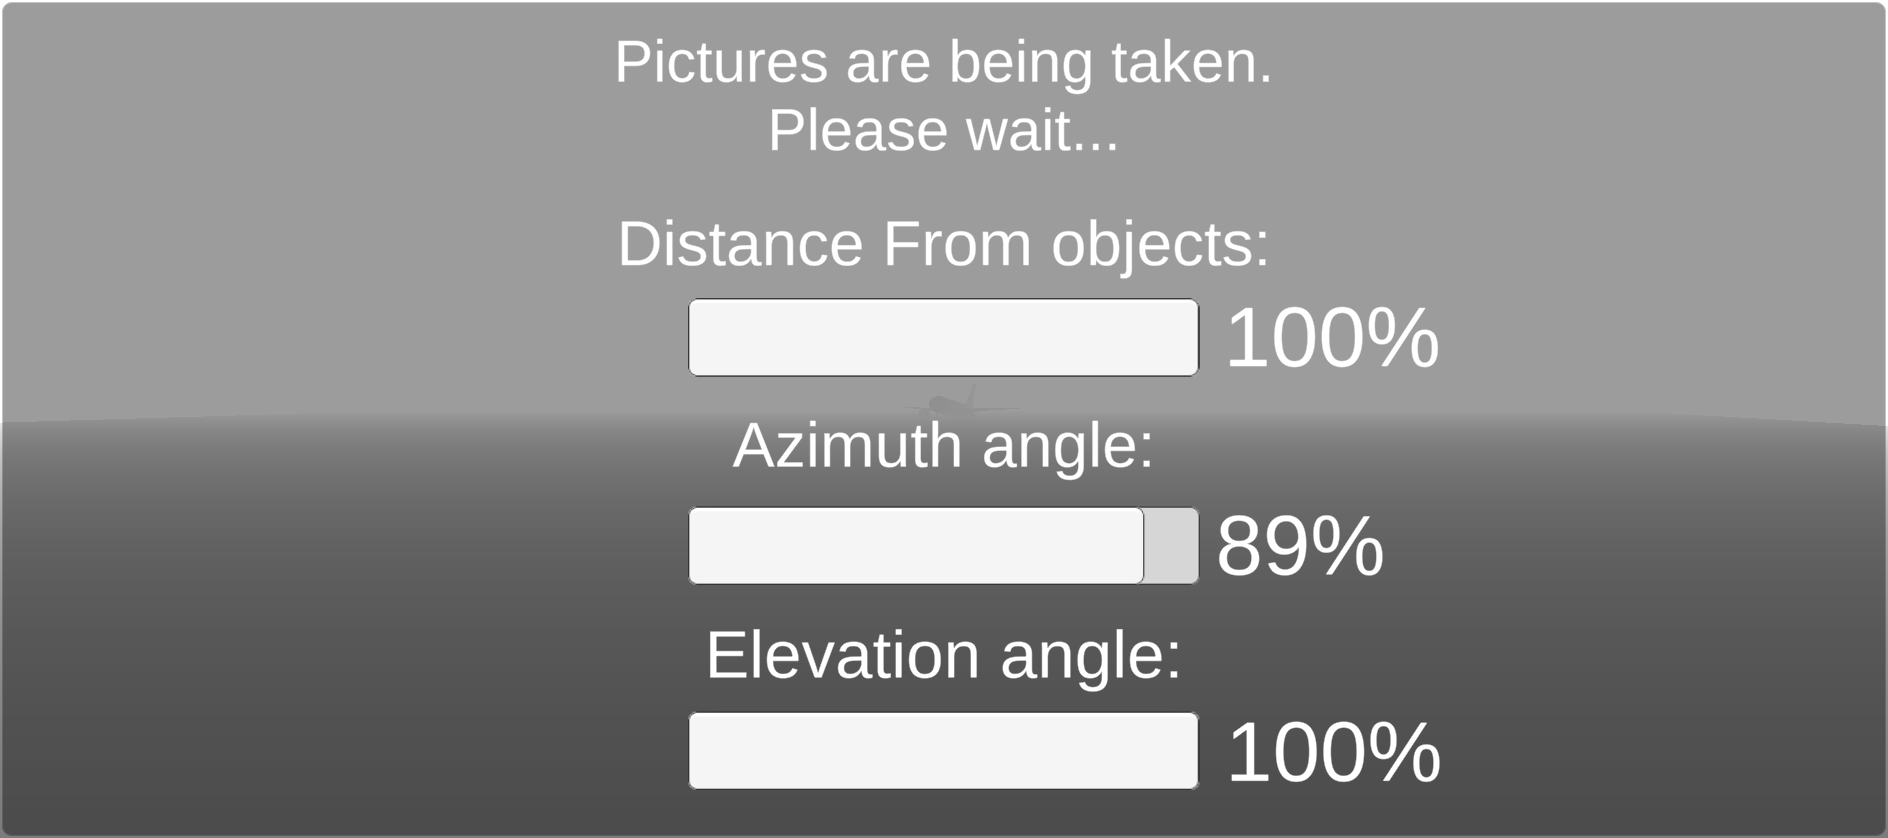 Pictures are being taken.
Please wait...
Distance From objects:
100%
Azimuth angle:
89%
Elevation angle:
100%